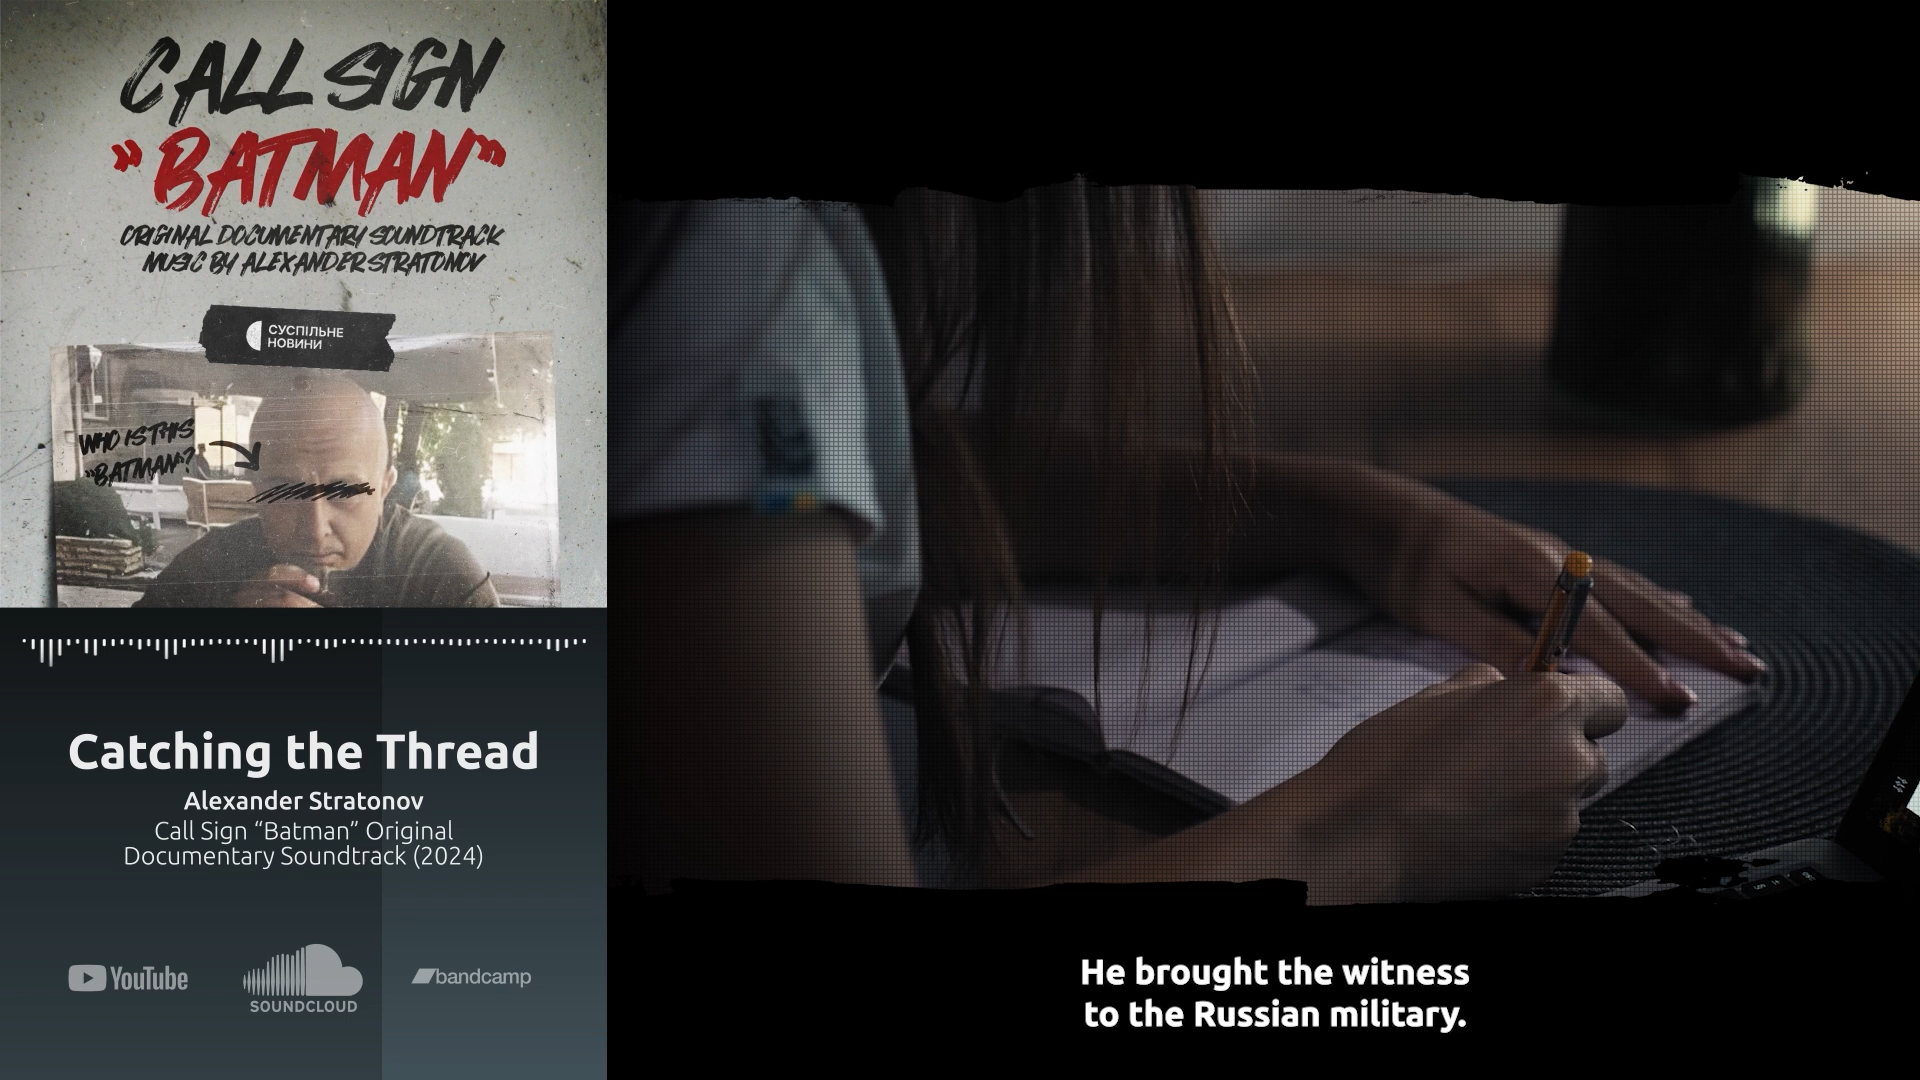 CALL SIGN
"BATMAN"
ORIGINAL DOCUMENTARY SOUNDTRACK
MUSIC BY ALEXANDER STRATONOV
СУСПІЛЬНЕ
НОВИНИ
WHO IS THIS
"BATMAN"?
Catching the Thread
Alexander Stratonov
Call Sign “Batman” Original
Documentary Soundtrack (2024)
YouTube
SOUNDCLOUD
bandcamp
He brought the witness
to the Russian military.